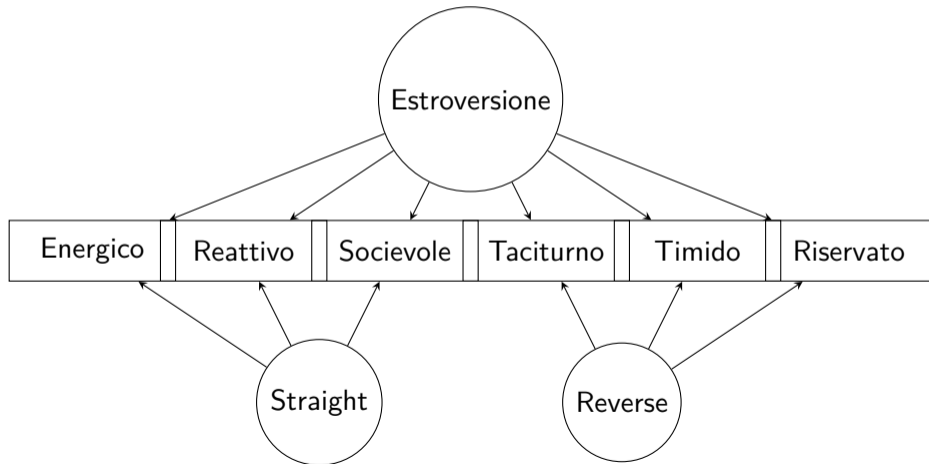 Estroversione
Energico
Reattivo
Socievole
Taciturno
Timido
Riservato
Straight
Reverse